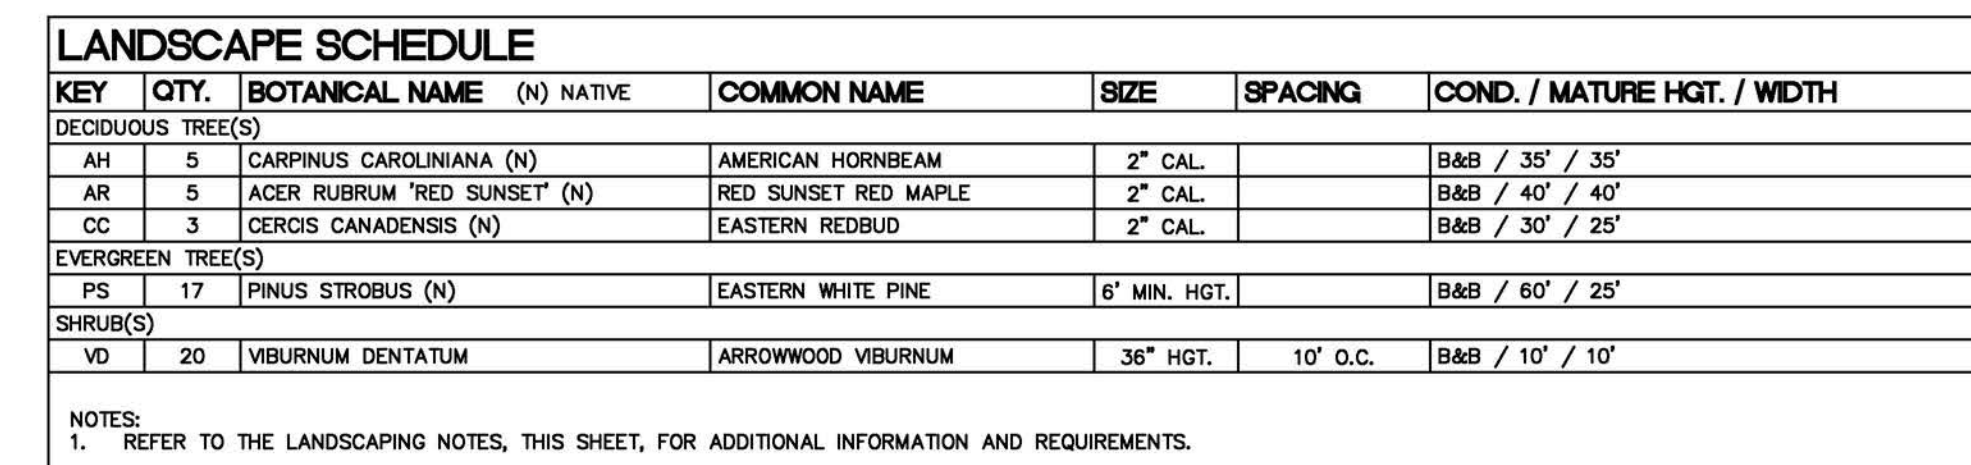 LANDSCAPE SCHEDULE
KEY QTY. BOTANICAL NAME (N) NATIVE COMMON NAME SIZE SPACING COND. / MATURE HGT. / WIDTH
DECIDUOUS TREE(S)
AH 5 CARPINUS CAROLINIANA (N) AMERICAN HORNBEAM 2" CAL. B&B / 35' / 35'
AR 5 ACER RUBRUM 'RED SUNSET' (N) RED SUNSET RED MAPLE 2" CAL. B&B / 40' / 40'
CC 3 CERCIS CANADENSIS (N) EASTERN REDBUD 2" CAL. B&B / 30' / 25'
EVERGREEN TREE(S)
PS 17 PINUS STROBUS (N) EASTERN WHITE PINE 6' MIN. HGT. B&B / 60' / 25'
SHRUB(S)
VD 20 VIBURNUM DENTATUM ARROWWOOD VIBURNUM 36" HGT. 10' O.C. B&B / 10' / 10'
NOTES:
1. REFER TO THE LANDSCAPING NOTES, THIS SHEET, FOR ADDITIONAL INFORMATION AND REQUIREMENTS.